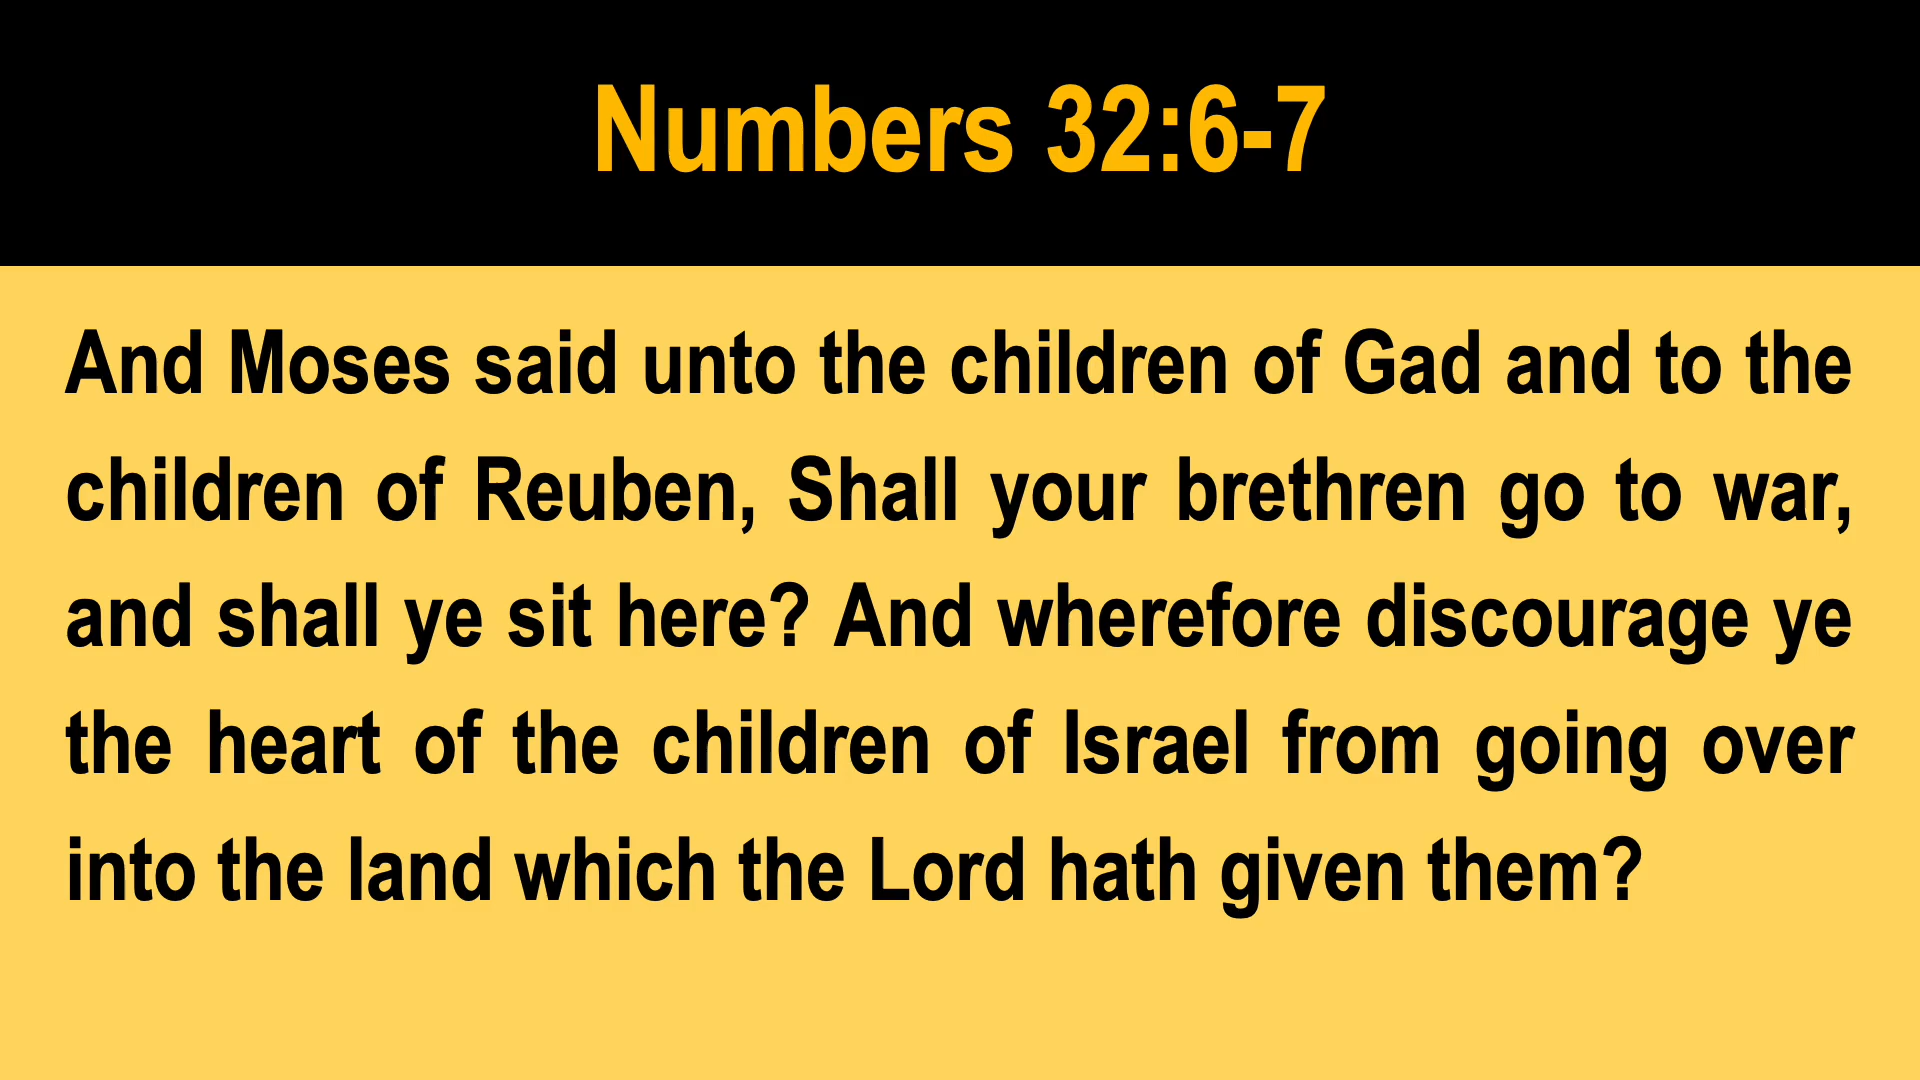 Numbers 32:6-7
And Moses said unto the children of Gad and to the
children of Reuben, Shall your brethren go to war,
and shall ye sit here? And wherefore discourage ye
the heart of the children of Israel from going over
into the land which the Lord hath given them?